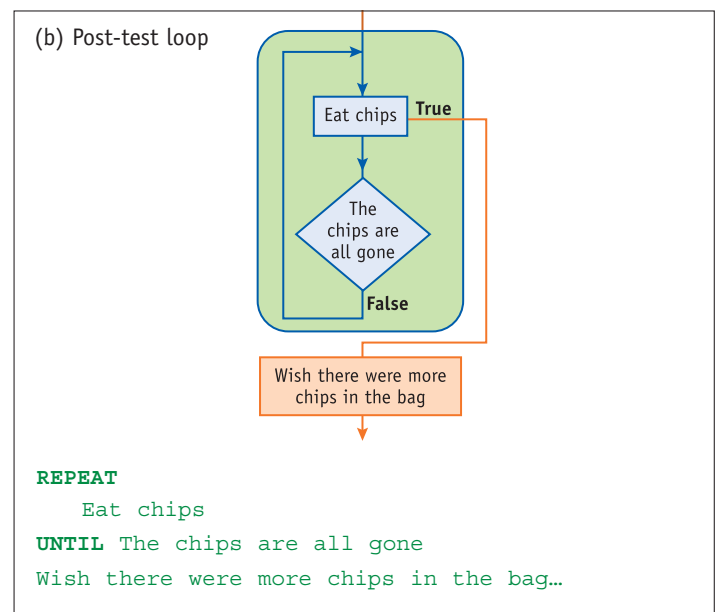 (b) Post-test loop
Eat chips
True
The
chips are
all gone
False
Wish there were more
chips in the bag
REPEAT
Eat chips
UNTIL The chips are all gone
Wish there were more chips in the bag…